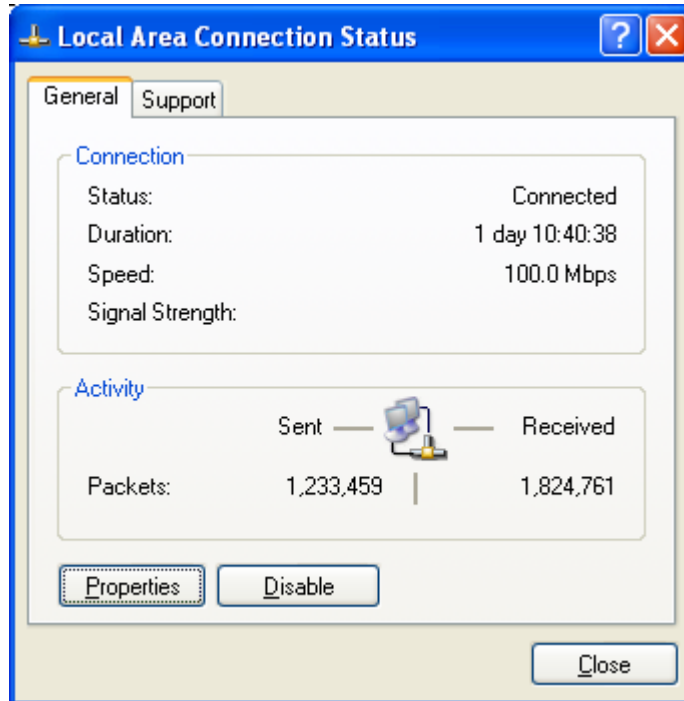 Local Area Connection Status
General Support
Connection
Status: Connected
Duration: 1 day 10:40:38
Speed: 100.0 Mbps
Signal Strength:
Activity
Sent Received
Packets: 1,233,459 1,824,761
Properties Disable
Close